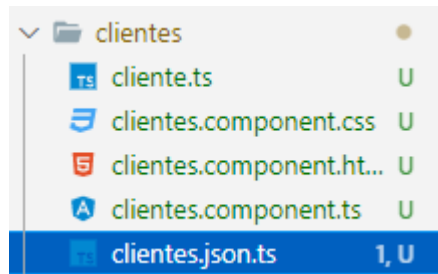 clientes
cliente.ts U
clientes.component.css U
clientes.component.ht... U
clientes.component.ts U
clientes.json.ts 1, U